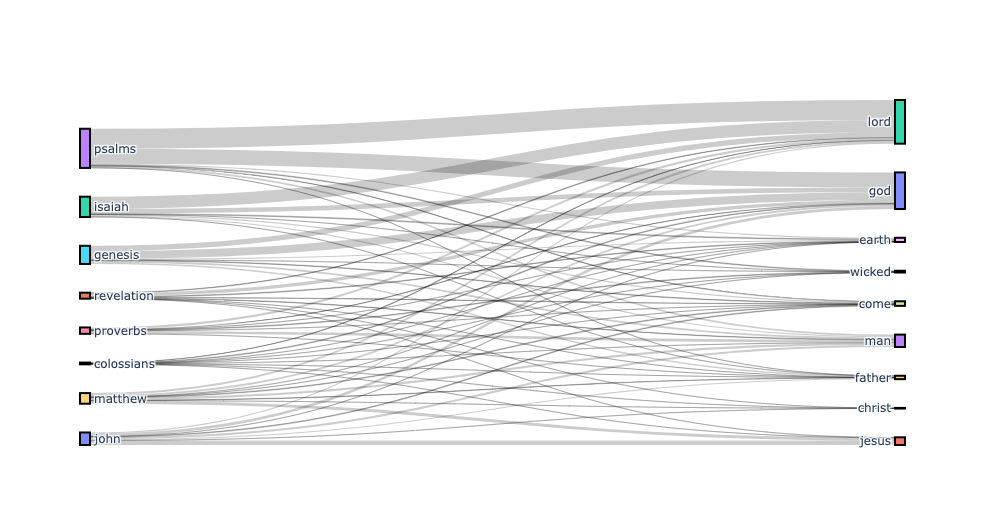 psalms
isaiah
genesis
revelation
proverbs
colossians
matthew
john
lord
god
earth
wicked
come
man
father
christ
jesus